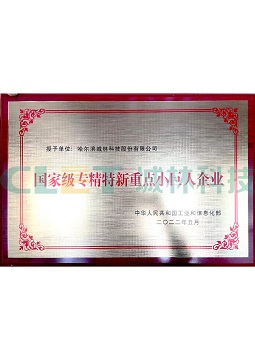 授予单位：哈尔滨雄林科技股份有限公司
国家级专精特新重点小巨人企业
中华人民共和国工业和信息化部
二〇二二年五月